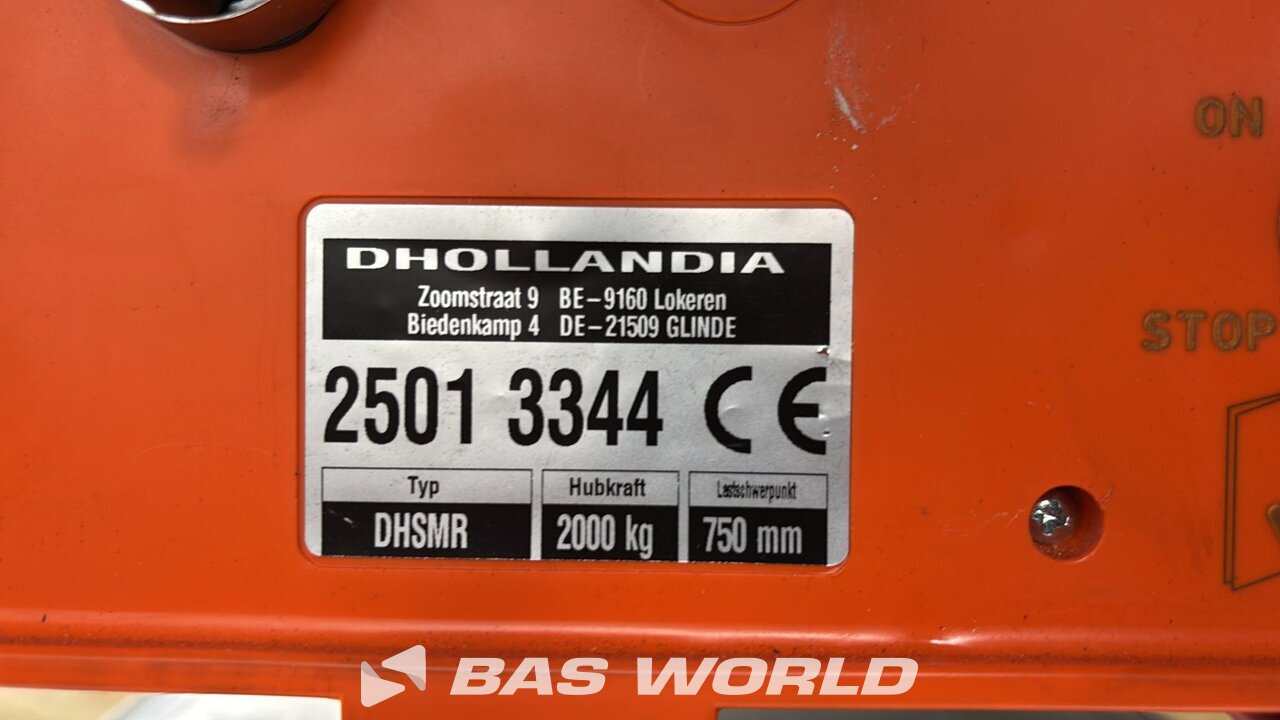 ON
DHOLLANDIA
Zoomstraat 9 BE-9160 Lokeren
Biedenkamp 4 DE-21509 GLINDE
STOP
2501 3344 CE
Typ Hubkraft Lastschwerpunkt
DHSMR 2000 kg 750 mm
BAS WORLD